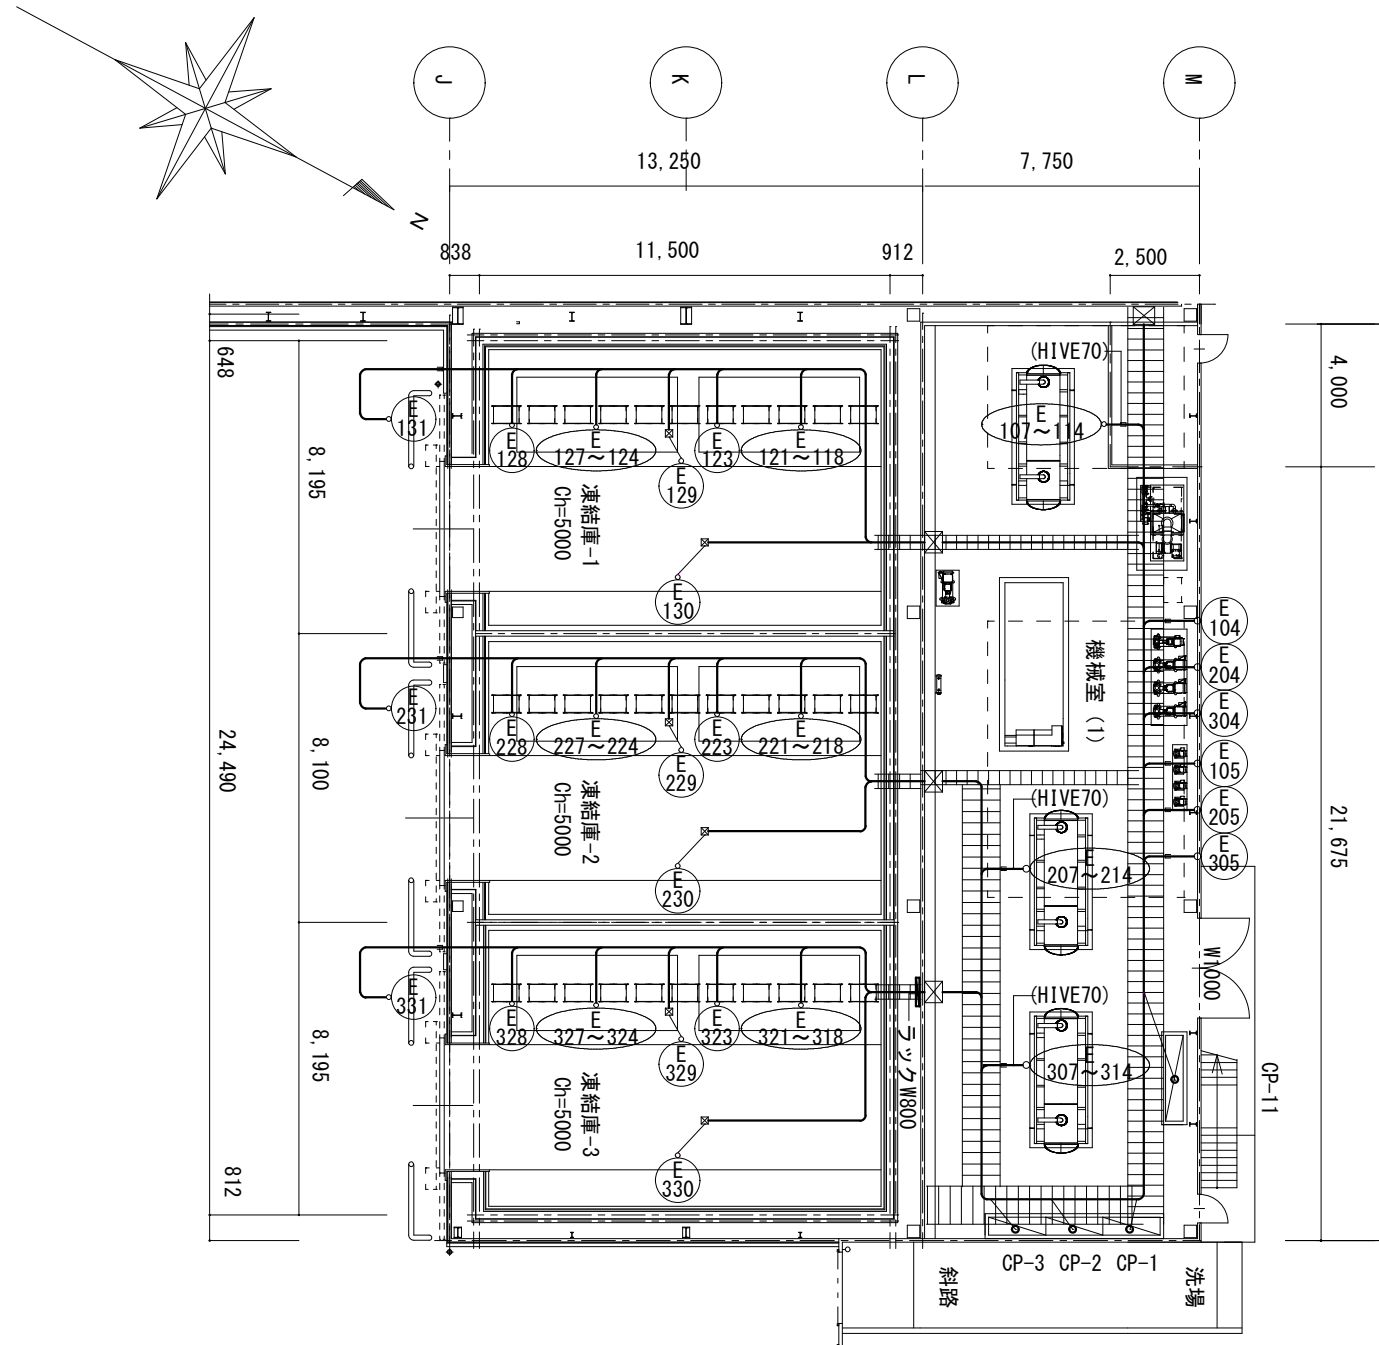 J
K
L
M
13,250
7,750
N
838
11,500
912
2,500
648
8,195
24,490
8,100
8,195
812
4,000
21,675
(HIVE70)
E
107～114
E
131
E
128
E
127～124
E
129
E
123
E
121～118
凍結庫-1
Ch=5000
E
130
E
104
E
204
E
304
E
105
E
205
E
305
機械室 (1)
E
231
E
228
E
227～224
E
229
E
223
E
221～218
凍結庫-2
Ch=5000
E
230
(HIVE70)
E
207～214
W1000
E
331
E
328
E
327～324
E
329
E
323
E
321～318
凍結庫-3
Ch=5000
E
330
ラックW800
(HIVE70)
E
307～314
CP-11
CP-3
CP-2
CP-1
斜路
洗場